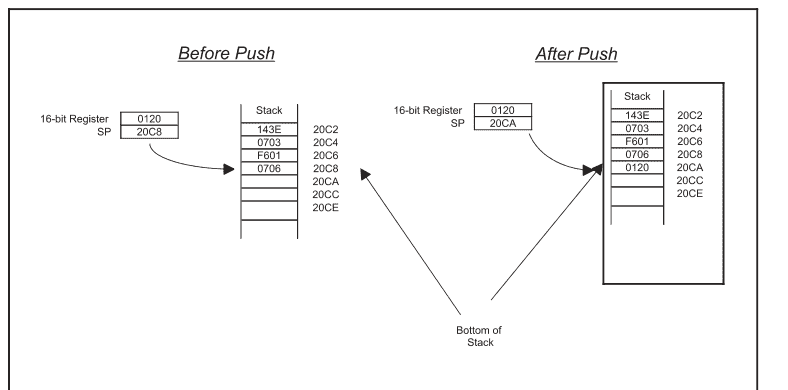 Before Push
After Push
16-bit Register 0120
SP 20C8
Stack
143E 20C2
0703 20C4
F601 20C6
0706 20C8
20CA
20CC
20CE
16-bit Register 0120
SP 20CA
Stack
143E 20C2
0703 20C4
F601 20C6
0706 20C8
0120 20CA
20CC
20CE
Bottom of
Stack